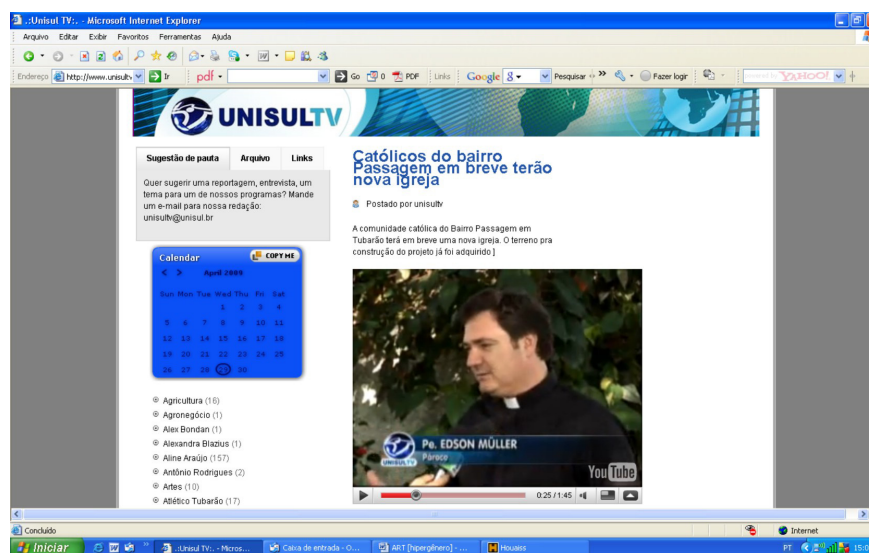 .:Unisul TV:. - Microsoft Internet Explorer
Arquivo Editar Exibir Favoritos Ferramentas Ajuda
Endereço http://www.unisultv Ir pdf Go 0 PDF Links Google Pesquisar Fazer logir powered by YAHOO!
UNISULTV
Sugestão de pauta Arquivo Links
Quer sugerir uma reportagem, entrevista, um
tema para um de nossos programas? Mande
um e-mail para nossa redação:
unisultv@unisul.br
Católicos do bairro
Passagem em breve terão
nova igreja
Postado por unisultv
A comunidade católica do Bairro Passagem em
Tubarão terá em breve uma nova igreja. O terreno pra
construção do projeto já foi adquirido ]
Calendar COPY ME
< > April 2009
Sun Mon Tue Wed Thu Fri Sat
1 2 3 4
5 6 7 8 9 10 11
12 13 14 15 16 17 18
19 20 21 22 23 24 25
26 27 28 29 30
Agricultura (16)
Agronegócio (1)
Alex Bondan (1)
Alexandra Blazius (1)
Aline Araújo (157)
Antônio Rodrigues (2)
Artes (10)
Atlético Tubarão (17)
UNISULTV
Pe. EDSON MÜLLER
Pároco
YouTube
0:25 / 1:45
Concluído Internet
Iniciar .:Unisul TV:. - Micros... Caixa de entrada - O... ART [hipergênero] - ... Houaiss PT